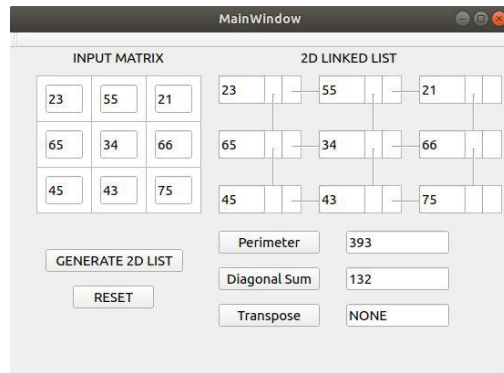 MainWindow
INPUT MATRIX
2D LINKED LIST
23 55 21
23 55 21
65 34 66
65 34 66
45 43 75
45 43 75
GENERATE 2D LIST
RESET
Perimeter 393
Diagonal Sum 132
Transpose NONE